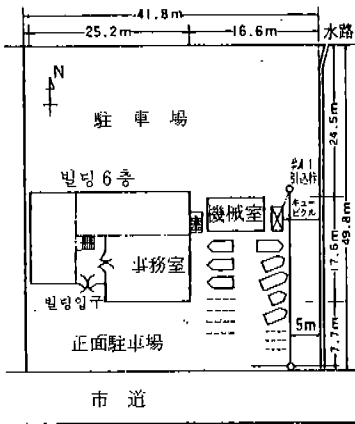 41.8m
25.2m
16.6m
水路
N
駐車場
24.5m
49.8m
#A1
引込柱
빌딩6층
機械室
キュービクル
17.6m
事務室
빌딩입구
5m
正面駐車場
7.7m
市道